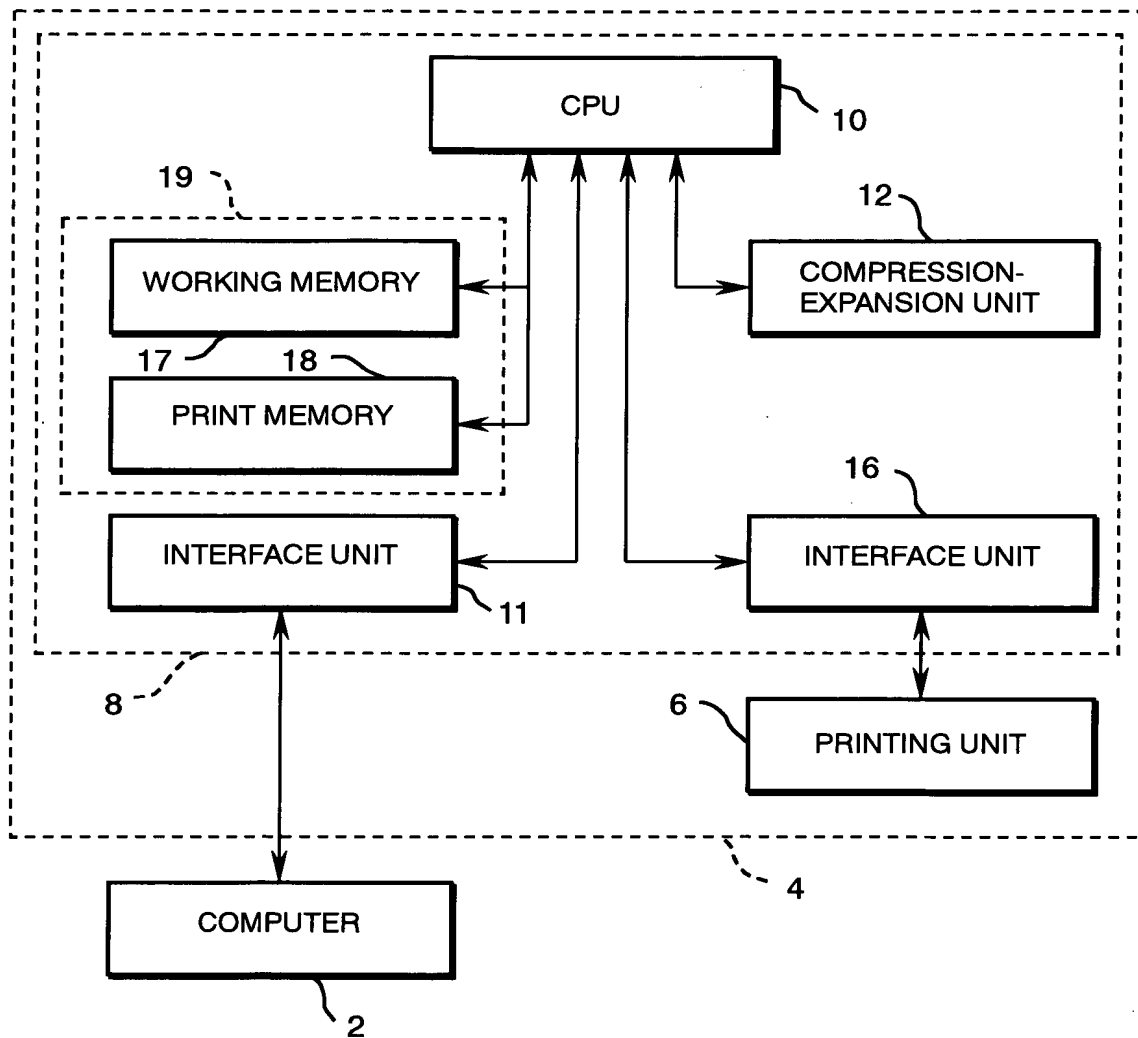 CPU
10
19
12
WORKING MEMORY
COMPRESSION-
EXPANSION UNIT
17
18
PRINT MEMORY
16
INTERFACE UNIT
INTERFACE UNIT
11
8
6
PRINTING UNIT
4
COMPUTER
2